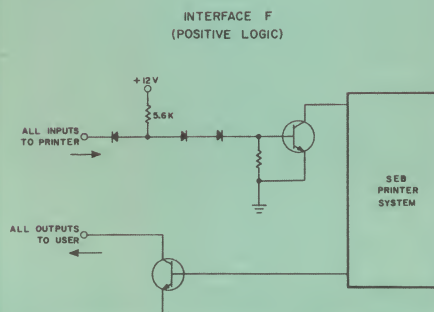 INTERFACE F
(POSITIVE LOGIC)
+12V
5.6K
ALL INPUTS
TO PRINTER
SEB
PRINTER
SYSTEM
ALL OUTPUTS
TO USER